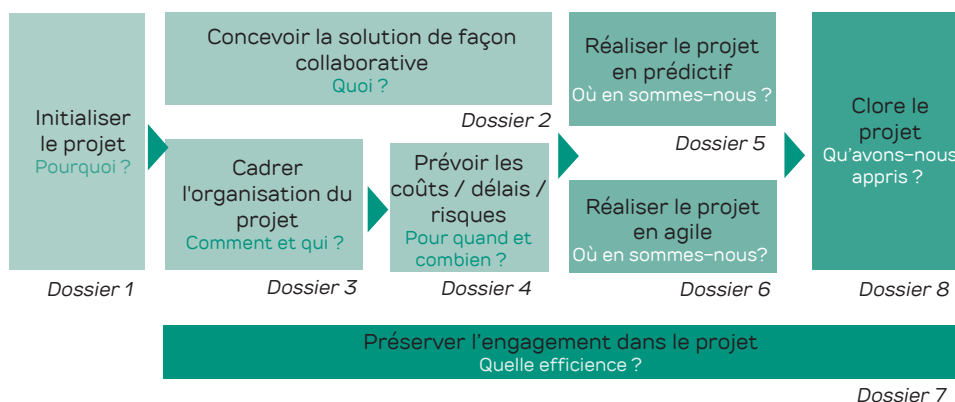 Initialiser
le projet
Pourquoi ?
Dossier 1
Concevoir la solution de façon
collaborative
Quoi ?
Dossier 2
Cadrer
l'organisation du
projet
Comment et qui ?
Dossier 3
Prévoir les
coûts / délais /
risques
Pour quand et
combien ?
Dossier 4
Réaliser le projet
en prédictif
Où en sommes-nous ?
Dossier 5
Réaliser le projet
en agile
Où en sommes-nous?
Dossier 6
Clore le
projet
Qu'avons-nous
appris ?
Dossier 8
Préserver l'engagement dans le projet
Quelle efficience ?
Dossier 7